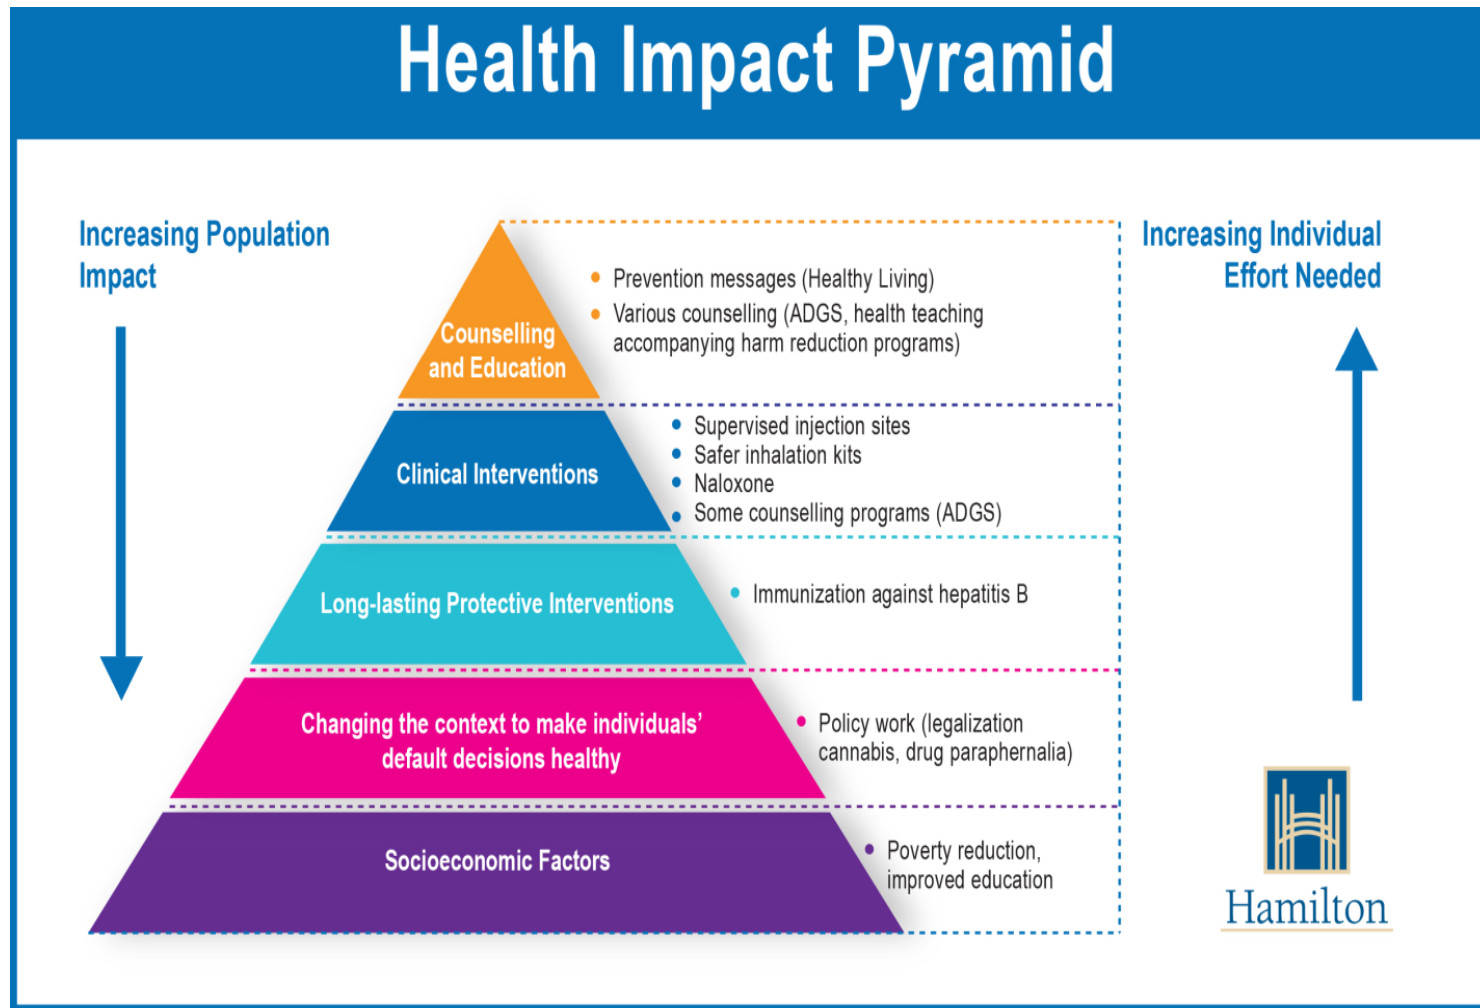 Health Impact Pyramid
Increasing Population
Impact
Increasing Individual
Effort Needed
Counselling
and Education
• Prevention messages (Healthy Living)
• Various counselling (ADGS, health teaching
accompanying harm reduction programs)
Clinical Interventions
• Supervised injection sites
• Safer inhalation kits
• Naloxone
• Some counselling programs (ADGS)
Long-lasting Protective Interventions
• Immunization against hepatitis B
Changing the context to make individuals’
default decisions healthy
• Policy work (legalization
cannabis, drug paraphernalia)
Socioeconomic Factors
• Poverty reduction,
improved education
Hamilton